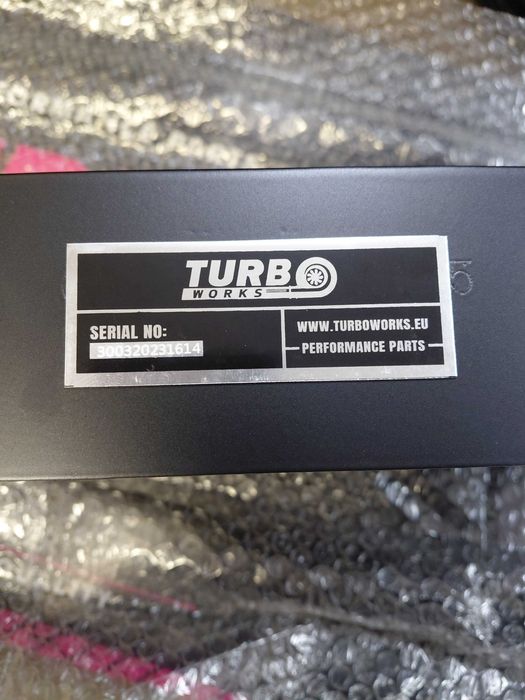 TURBO
WORKS
SERIAL NO:
300320231614
WWW.TURBOWORKS.EU
PERFORMANCE PARTS